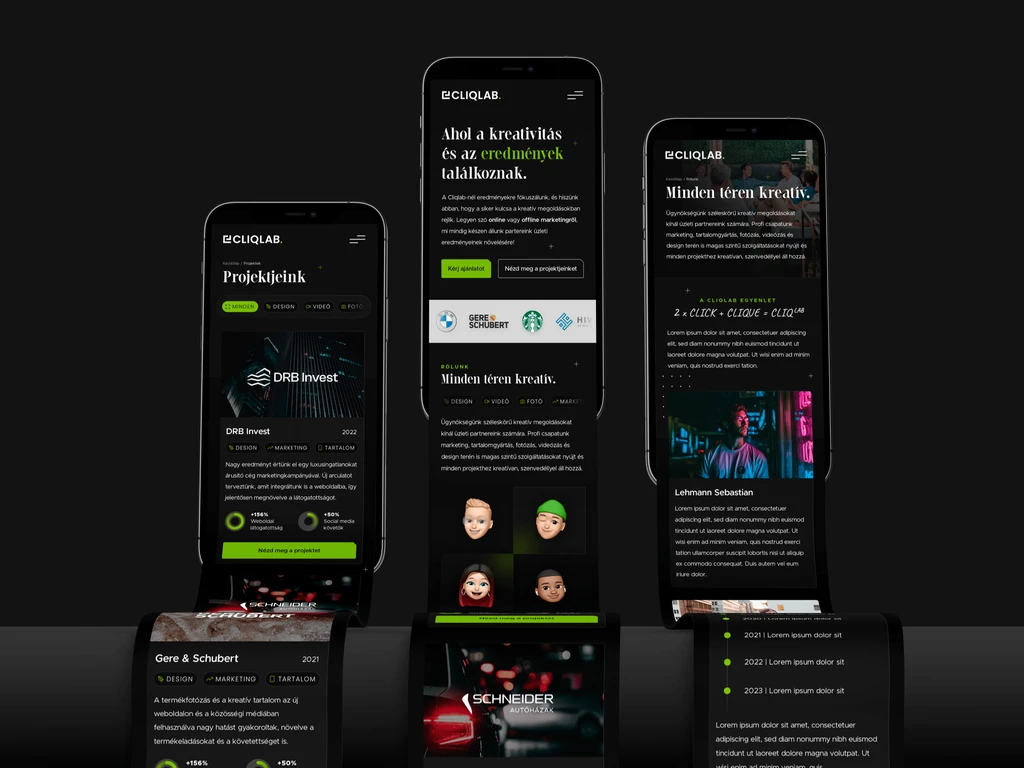 CLIQLAB.
Projektjeink
MINDEN
DESIGN
VIDEÓ
FOTÓ
DRB Invest
DRB Invest
2022
DESIGN
MARKETING
TARTALOM
Nagy eredményt értünk el egy luxusingatlanokat
árusító cég marketingkampányával. Új arculatot
terveztünk, amit integráltunk is a weboldalba, így
jelentősen megnövelve a látogatottságot.
+156%
Weboldal
látogatottság
+50%
Social media
követők
Nézd meg a projektet
SCHNEIDER
AUTÓHÁZAK
SCHUBERT
Gere & Schubert
2021
DESIGN
MARKETING
TARTALOM
A termékfotózás és a kreatív tartalom az új
weboldalon és a közösségi médiában
felhasználva nagy hatást gyakoroltak, növelve a
termékeladásokat és a követettséget is.
+156%
+50%
CLIQLAB.
Ahol a kreativitás
és az eredmények
találkoznak.
A Cliqlab-nél eredményekre fókuszálunk, és hiszünk
abban, hogy a siker kulcsa a kreatív megoldásokban
rejlik. Legyen szó online vagy offline marketingről,
mi mindig készen állunk partereink üzleti
eredményeinek növelésére!
Kérj ajánlatot
Nézd meg a projektjeinket
GERE
SCHUBERT
HIV
RÓLUNK
Minden téren kreatív.
DESIGN
VIDEÓ
FOTÓ
MARKET
Ügynökségünk széleskörű kreatív megoldásokat
kínál üzleti partnereink számára. Profi csapatunk
marketing, tartalomgyártás, fotózás, videózás és
design terén is magas szintű szolgáltatásokat nyújt és
minden projekthez kreatívan, szenvedéllyel áll hozzá.
Nézd meg a projektet
SCHNEIDER
AUTÓHÁZAK
CLIQLAB.
Minden téren kreatív.
Ügynökségünk széleskörű kreatív megoldásokat
kínál üzleti partnereink számára. Profi csapatunk
marketing, tartalomgyártás, fotózás, videózás és
design terén is magas szintű szolgáltatásokat nyújt és
minden projekthez kreatívan, szenvedéllyel áll hozzá.
A CLIQLAB EGYENLET
2 x CLICK + CLIQUE = CLIQLAB
Lorem ipsum dolor sit amet, consectetuer adipiscing
elit, sed diam nonummy nibh euismod tincidunt ut
laoreet dolore magna volutpat. Ut wisi enim ad minim
veniam, quis nostrud exerci tation.
Lehmann Sebastian
Lorem ipsum dolor sit amet, consectetuer
adipiscing elit, sed diam nonummy nibh euismod
tincidunt ut laoreet dolore magna volutpat. Ut
wisi enim ad minim veniam, quis nostrud exerci
tation ullamcorper suscipit lobortis nisl ut aliquip
ex commodo consequat. Duis autem vel eum
iriure dolor.
2020 | Lorem ipsum dolor sit
2021 | Lorem ipsum dolor sit
2022 | Lorem ipsum dolor sit
2023 | Lorem ipsum dolor sit
Lorem ipsum dolor sit amet, consectetuer
adipiscing elit, sed diam nonummy nibh euismod
tincidunt ut laoreet dolore magna volutpat. Ut
wisi enim ad minim veniam, quis